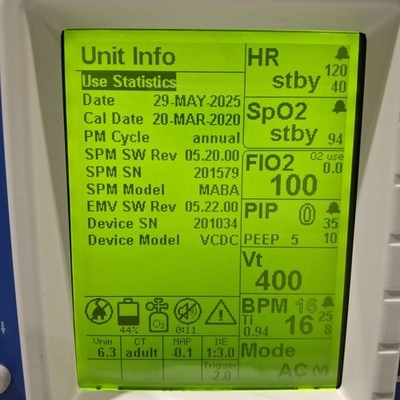 Unit Info
Use Statistics
Date 29-MAY-2025
Cal Date 20-MAR-2020
PM Cycle annual
SPM SW Rev 05.20.00
SPM SN 201579
SPM Model MABA
EMV SW Rev 05.22.00
Device SN 201034
Device Model VCDC
HR
stby 120
40
SpO2
stby 94
FIO2 O2 use
0.0
100
PIP 0 35
PEEP 5 10
Vt
400
BPM 16 25
Ti
0.94 16 8
Mode
AC M
44% O2 0:11
Vmin CT MAP I:E
6.3 adult -0.1 1:3.0
Trigger
-2.0